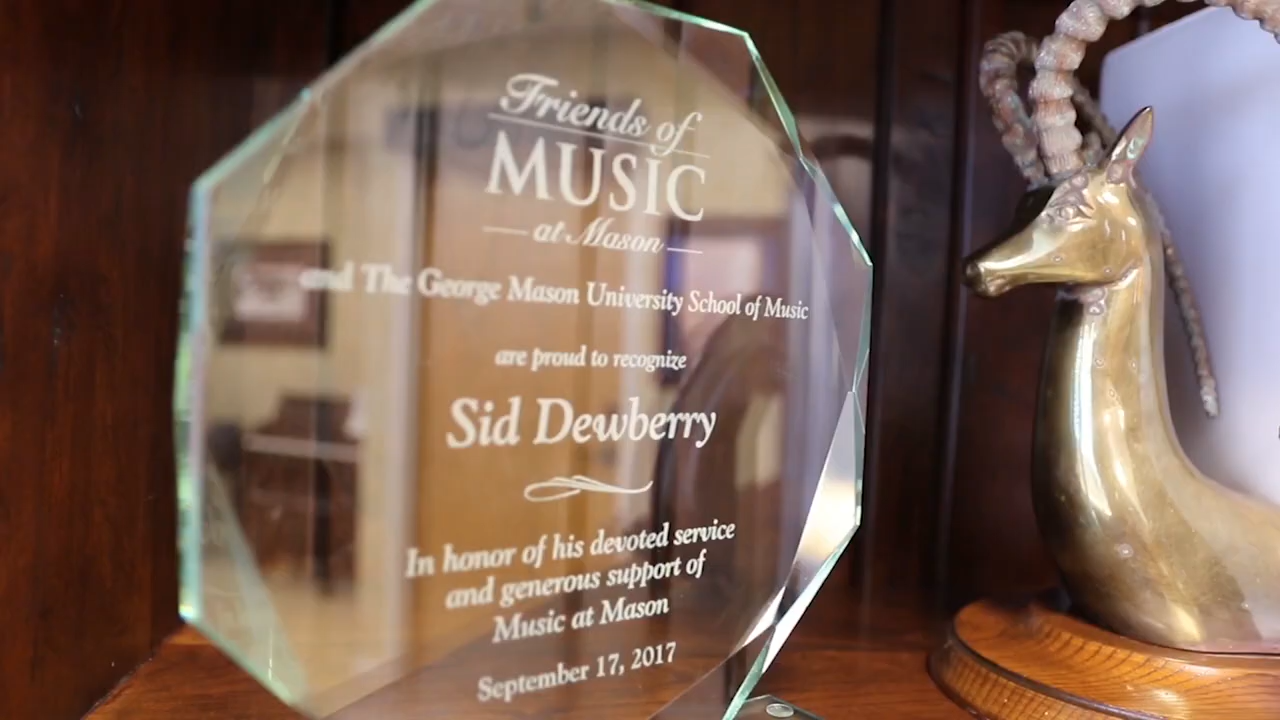 Friends of
MUSIC
at Mason
and The George Mason University School of Music
are proud to recognize
Sid Dewberry
In honor of his devoted service
and generous support of
Music at Mason
September 17, 2017